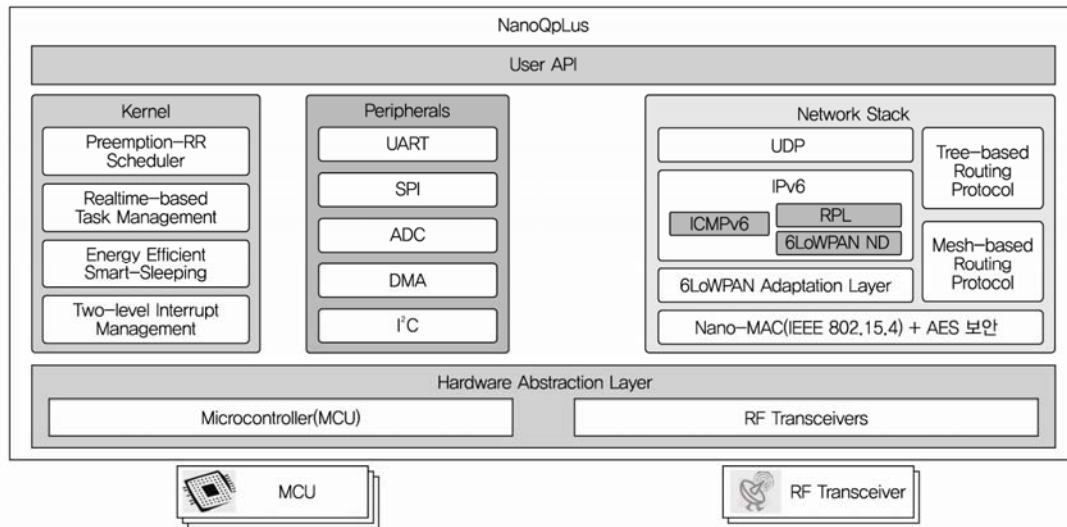 NanoQpLus
User API
Kernel
Preemption-RR
Scheduler
Realtime-based
Task Management
Energy Efficient
Smart-Sleeping
Two-level Interrupt
Management
Peripherals
UART
SPI
ADC
DMA
I²C
Network Stack
UDP
IPv6
ICMPv6
RPL
6LoWPAN ND
6LoWPAN Adaptation Layer
Tree-based
Routing
Protocol
Mesh-based
Routing
Protocol
Nano-MAC(IEEE 802.15.4) + AES 보안
Hardware Abstraction Layer
Microcontroller(MCU)
RF Transceivers
MCU
RF Transceiver